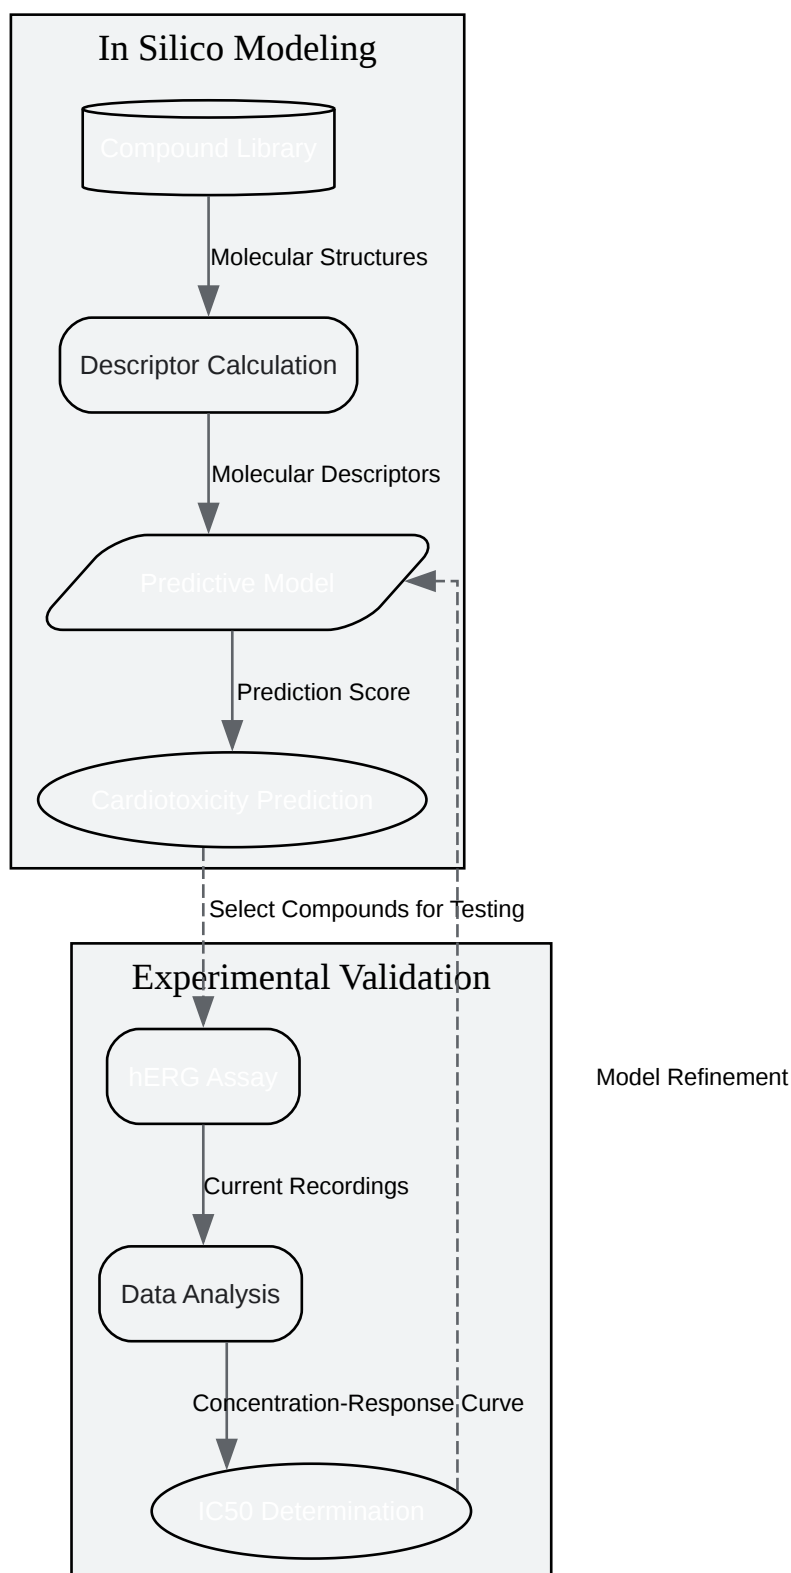 In Silico Modeling
Compound Library
Molecular Structures
Descriptor Calculation
Molecular Descriptors
Predictive Model
Prediction Score
Cardiotoxicity Prediction
Select Compounds for Testing
Experimental Validation
hERG Assay
Model Refinement
Current Recordings
Data Analysis
Concentration-Response Curve
IC50 Determination